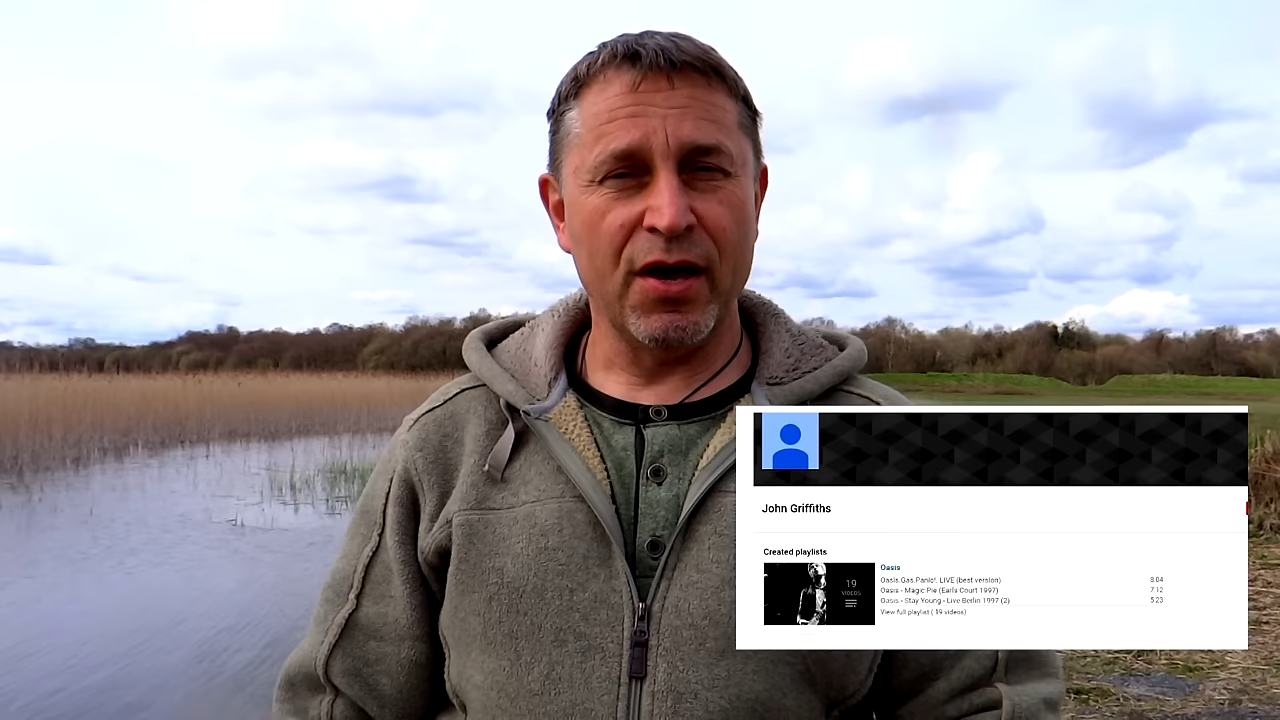 John Griffiths
Created playlists
Oasis
Oasis.Gas.Panic!. LIVE (best version) 8:04
Oasis - Magic Pie (Earls Court 1997) 7:12
Oasis - Stay Young - Live Berlin 1997 (2) 5:23
View full playlist ( 19 videos)
19
VIDEOS